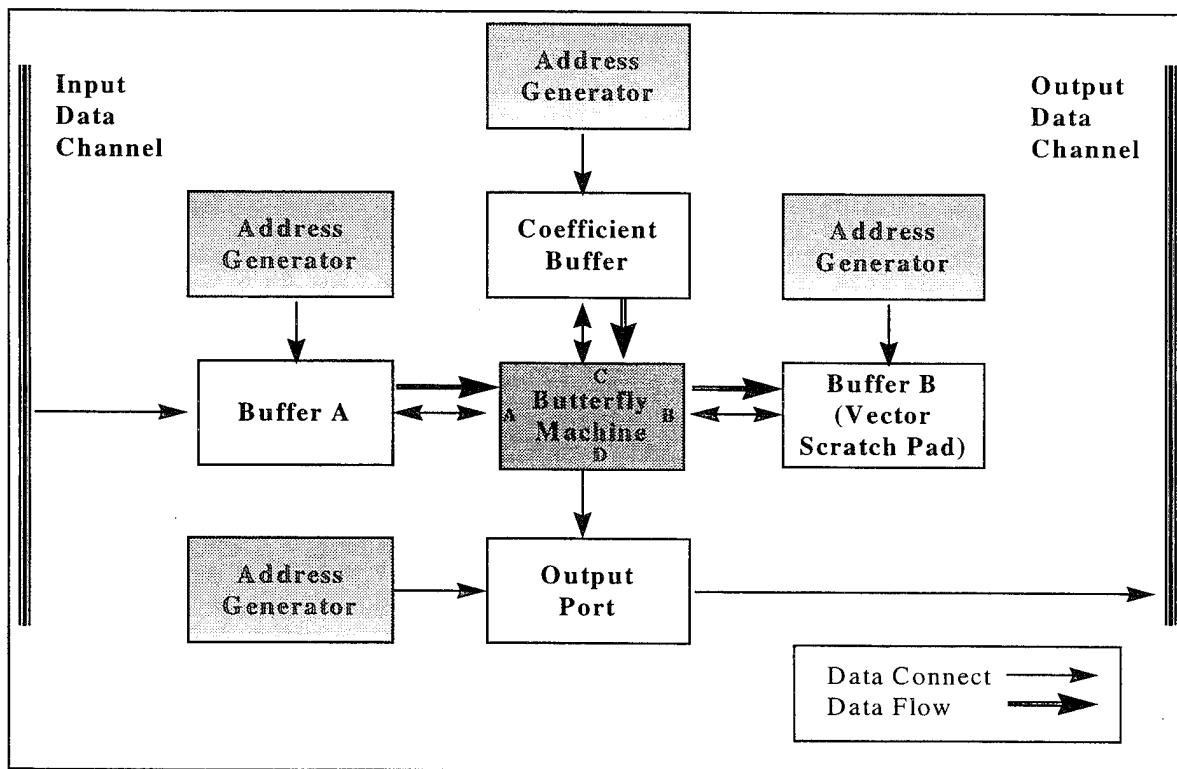 Address
Generator
Input
Data
Channel
Output
Data
Channel
Address
Generator
Coefficient
Buffer
Address
Generator
Buffer A
C
A Butterfly B
Machine
D
Buffer B
(Vector
Scratch Pad)
Address
Generator
Output
Port
Data Connect
Data Flow